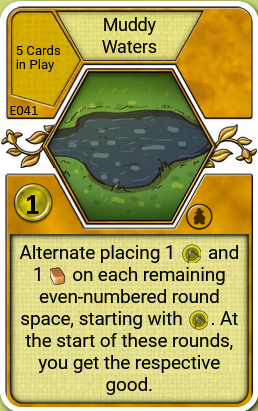 Muddy
Waters
5 Cards
in Play
E041
1
Alternate placing 1 and
1 on each remaining
even-numbered round
space, starting with . At
the start of these rounds,
you get the respective
good.